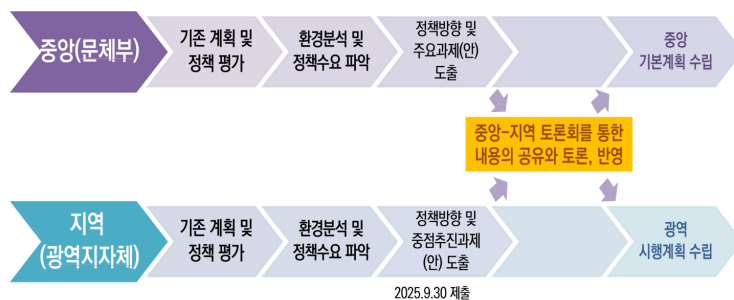 중앙(문체부)
기존 계획 및
정책 평가
환경분석 및
정책수요 파악
정책방향 및
주요과제(안)
도출
중앙
기본계획 수립
중앙-지역 토론회를 통한
내용의 공유와 토론, 반영
지역
(광역지자체)
기존 계획 및
정책 평가
환경분석 및
정책수요 파악
정책방향 및
중점추진과제
(안) 도출
광역
시행계획 수립
2025.9.30 제출